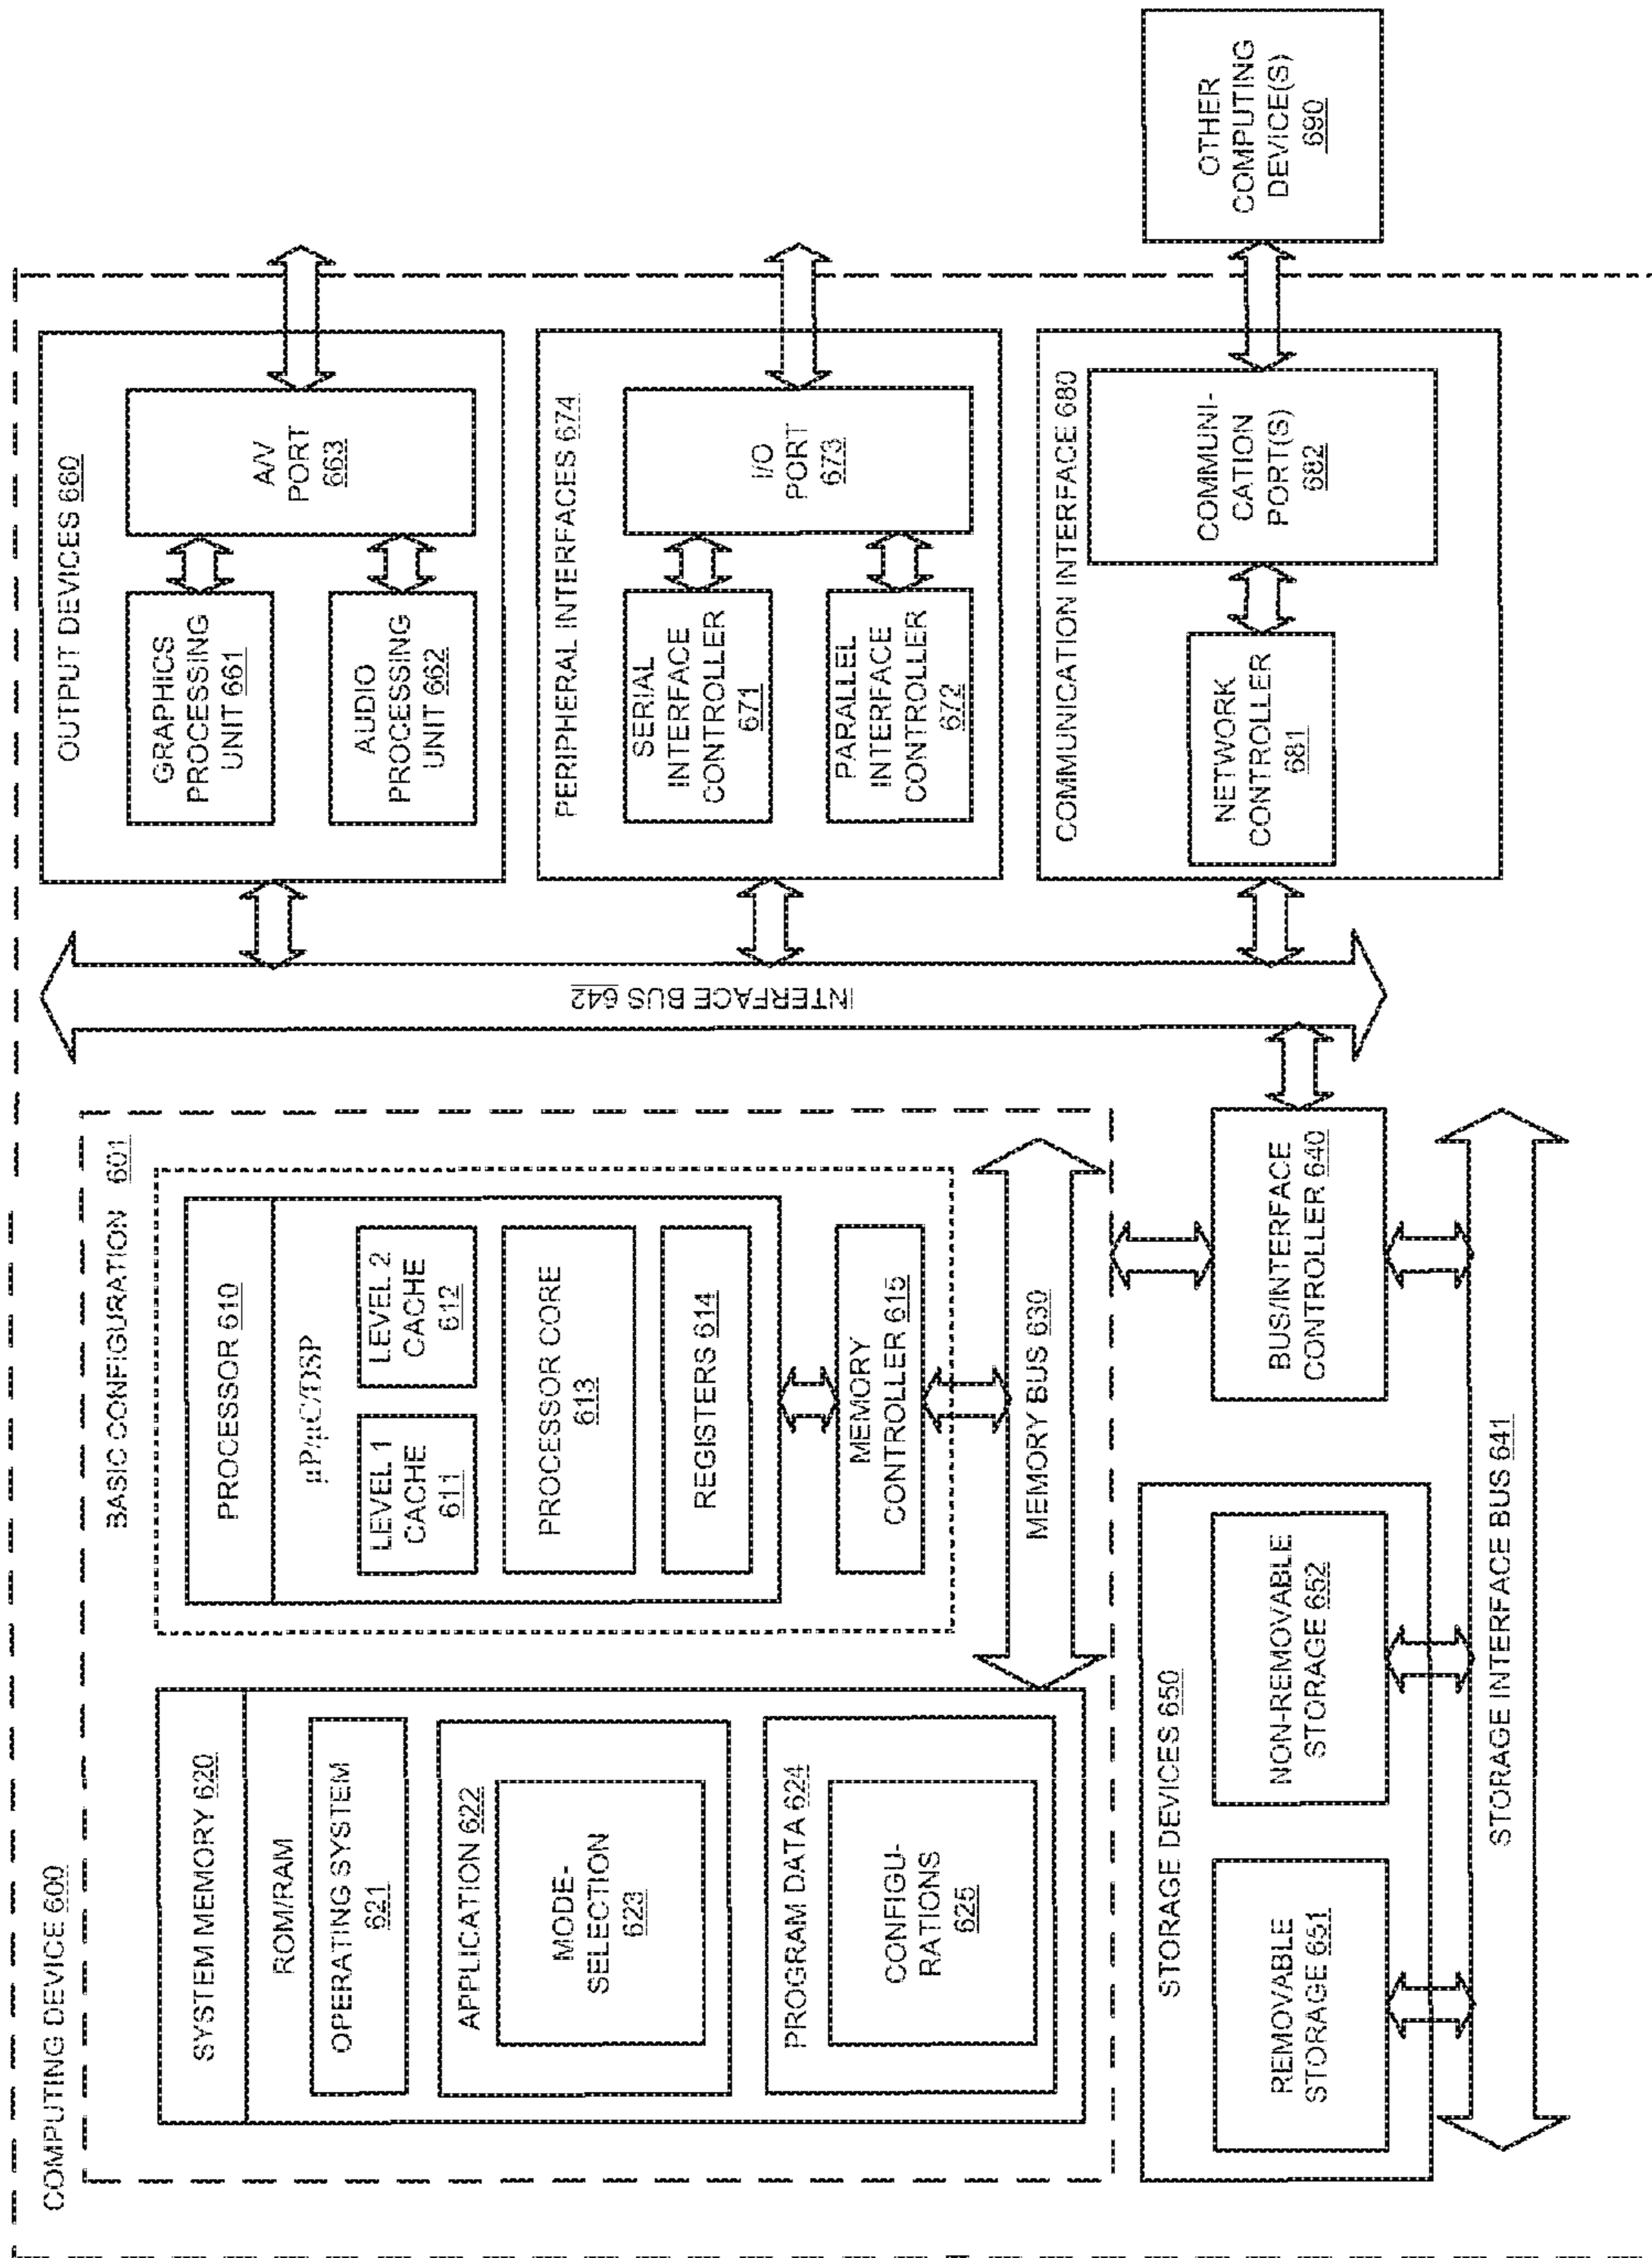 COMPUTING DEVICE 600
BASIC CONFIGURATION 601
SYSTEM MEMORY 620
ROM/RAM
OPERATING SYSTEM
621
APPLICATION 622
MODE-
SELECTION
623
PROGRAM DATA 624
CONFIGU-
RATIONS
625
PROCESSOR 610
µP/µC/DSP
LEVEL 1
CACHE
611
LEVEL 2
CACHE
612
PROCESSOR CORE
613
REGISTERS 614
MEMORY
CONTROLLER 615
MEMORY BUS 630
STORAGE DEVICES 650
REMOVABLE
STORAGE 651
NON-REMOVABLE
STORAGE 652
BUS/INTERFACE
CONTROLLER 640
STORAGE INTERFACE BUS 641
INTERFACE BUS 642
OUTPUT DEVICES 660
GRAPHICS
PROCESSING
UNIT 661
AUDIO
PROCESSING
UNIT 662
A/V
PORT
663
PERIPHERAL INTERFACES 674
SERIAL
INTERFACE
CONTROLLER
671
PARALLEL
INTERFACE
CONTROLLER
672
I/O
PORT
673
COMMUNICATION INTERFACE 680
NETWORK
CONTROLLER
681
COMMUNI-
CATION
PORT(S)
682
OTHER
COMPUTING
DEVICE(S)
690